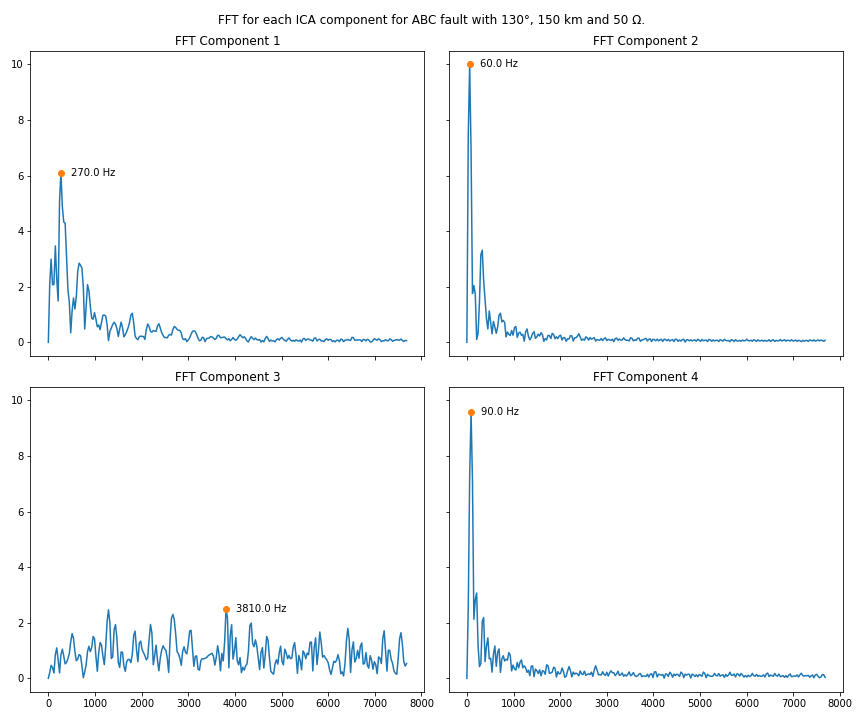 FFT for each ICA component for ABC fault with 130°, 150 km and 50 Ω.
FFT Component 1
FFT Component 2
10
8
6
4
2
0
270.0 Hz
60.0 Hz
FFT Component 3
FFT Component 4
10
8
6
4
2
0
3810.0 Hz
90.0 Hz
0 1000 2000 3000 4000 5000 6000 7000 8000
0 1000 2000 3000 4000 5000 6000 7000 8000